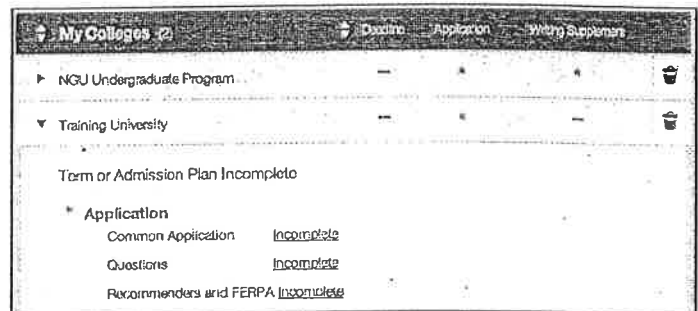 My Colleges (2) Deadline Application Writing Supplement
NGU Undergraduate Program — * *
Training University — * —
Term or Admission Plan Incomplete
* Application
Common Application Incomplete
Questions Incomplete
Recommenders and FERPA Incomplete